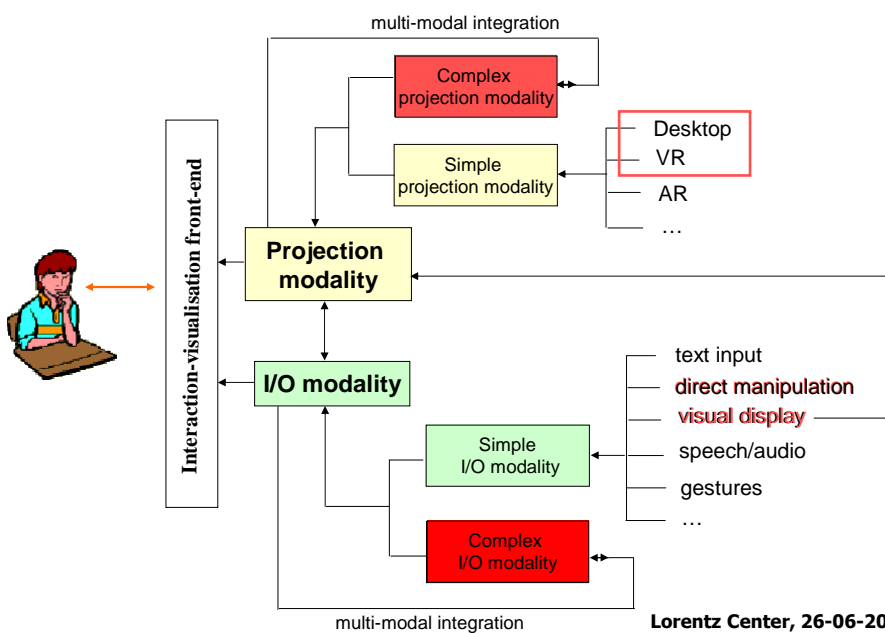 multi-modal integration
Complex
projection modality
Desktop
VR
Simple
projection modality
AR
…
Interaction-visualisation front-end
Projection
modality
I/O modality
text input
direct manipulation
visual display
Simple
I/O modality
speech/audio
gestures
…
Complex
I/O modality
multi-modal integration
Lorentz Center, 26-06-20